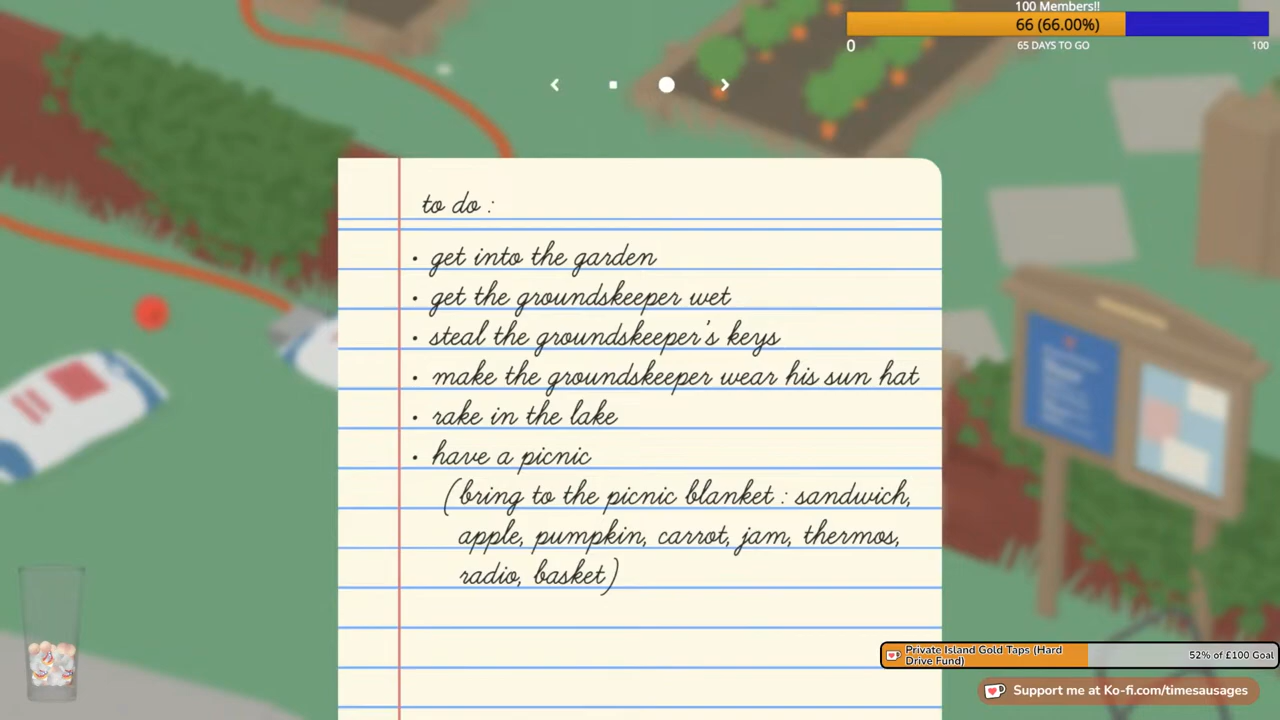 100 Members!!
66 (66.00%)
0
65 DAYS TO GO
100
to do :
• get into the garden
• get the groundskeeper wet
• steal the groundskeeper's keys
• make the groundskeeper wear his sun hat
• rake in the lake
• have a picnic
(bring to the picnic blanket : sandwich,
apple, pumpkin, carrot, jam, thermos,
radio, basket)
Private Island Gold Taps (Hard
Drive Fund)
52% of £100 Goal
Support me at Ko-fi.com/timesausages